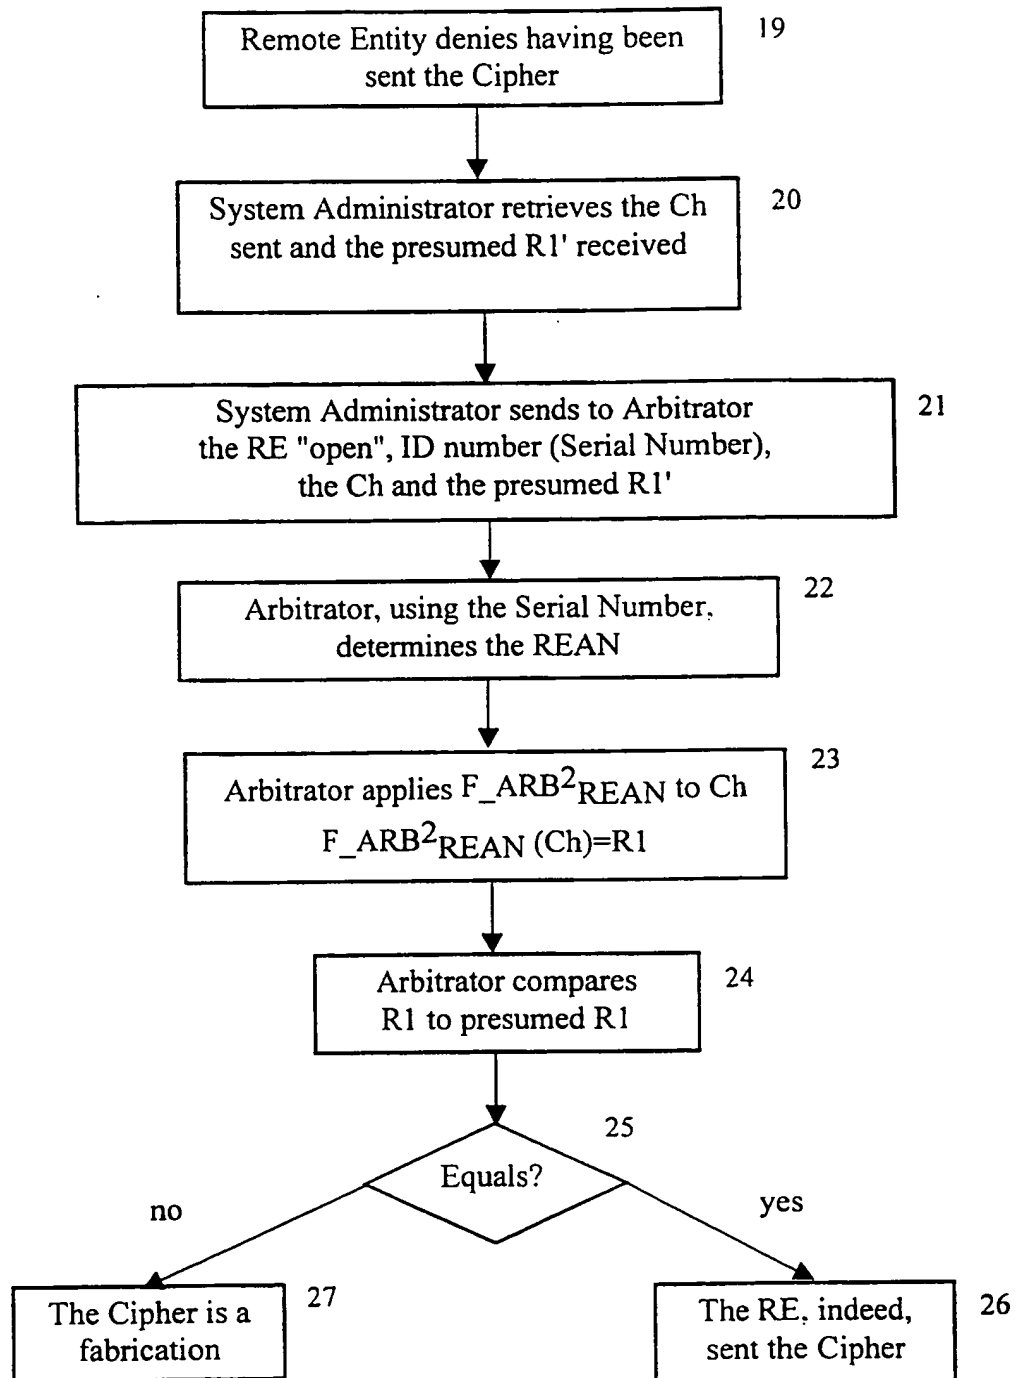 Remote Entity denies having been
sent the Cipher
19
System Administrator retrieves the Ch
sent and the presumed R1' received
20
System Administrator sends to Arbitrator
the RE "open", ID number (Serial Number),
the Ch and the presumed R1'
21
Arbitrator, using the Serial Number,
determines the REAN
22
Arbitrator applies F_ARB²REAN to Ch
F_ARB²REAN (Ch)=R1
23
Arbitrator compares
R1 to presumed R1
24
Equals?
25
no
yes
The Cipher is a
fabrication
27
The RE, indeed,
sent the Cipher
26